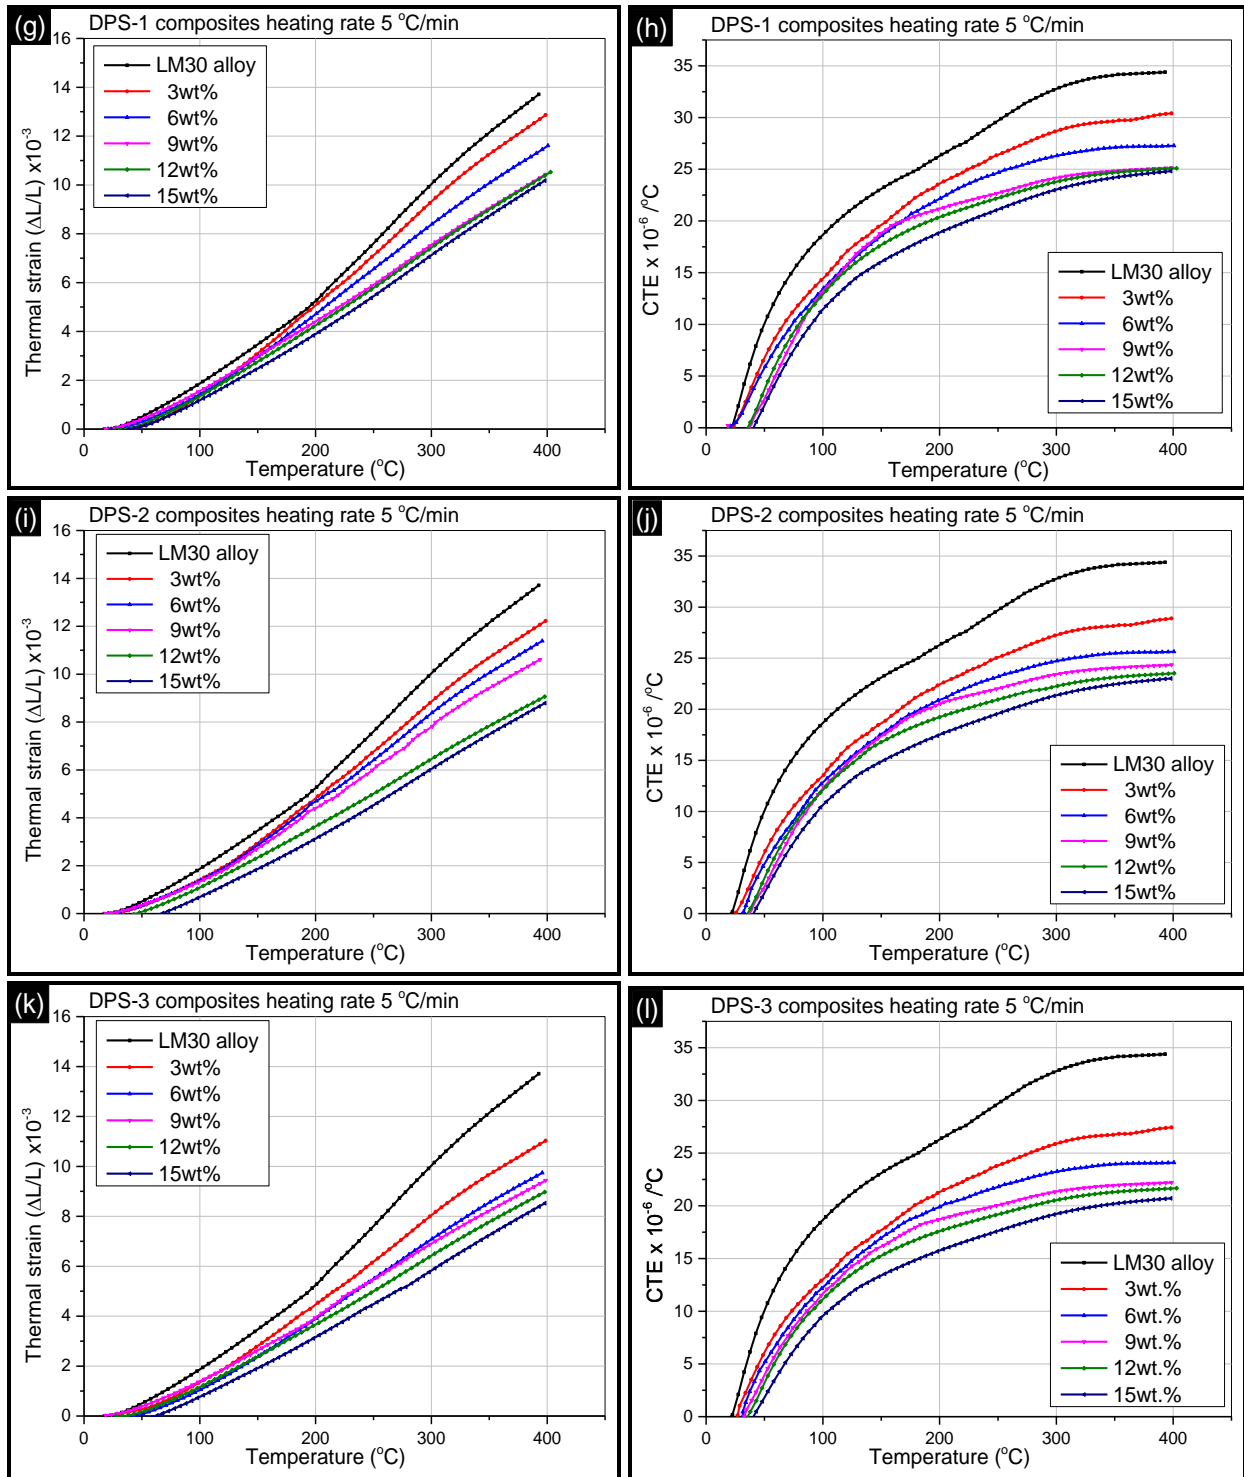 (g)
DPS-1 composites heating rate 5 °C/min
16
14
12
10
8
6
4
2
0
Thermal strain (ΔL/L) x10⁻³
LM30 alloy
3wt%
6wt%
9wt%
12wt%
15wt%
0 100 200 300 400
Temperature (°C)
(h)
DPS-1 composites heating rate 5 °C/min
35
30
25
20
15
10
5
0
CTE x 10⁻⁶ /°C
LM30 alloy
3wt%
6wt%
9wt%
12wt%
15wt%
0 100 200 300 400
Temperature (°C)
(i)
DPS-2 composites heating rate 5 °C/min
16
14
12
10
8
6
4
2
0
Thermal strain (ΔL/L) x10⁻³
LM30 alloy
3wt%
6wt%
9wt%
12wt%
15wt%
0 100 200 300 400
Temperature (°C)
(j)
DPS-2 composites heating rate 5 °C/min
35
30
25
20
15
10
5
0
CTE x 10⁻⁶ /°C
LM30 alloy
3wt%
6wt%
9wt%
12wt%
15wt%
0 100 200 300 400
Temperature (°C)
(k)
DPS-3 composites heating rate 5 °C/min
16
14
12
10
8
6
4
2
0
Thermal strain (ΔL/L) x10⁻³
LM30 alloy
3wt%
6wt%
9wt%
12wt%
15wt%
0 100 200 300 400
Temperature (°C)
(l)
DPS-3 composites heating rate 5 °C/min
35
30
25
20
15
10
5
0
CTE x 10⁻⁶ /°C
LM30 alloy
3wt.%
6wt.%
9wt.%
12wt.%
15wt.%
0 100 200 300 400
Temperature (°C)